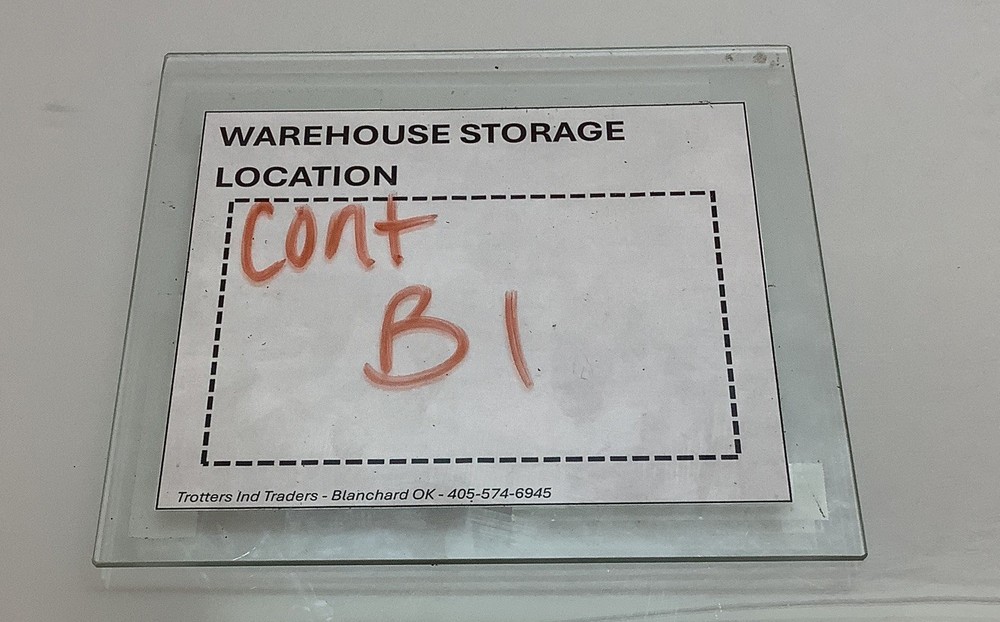 WAREHOUSE STORAGE
LOCATION
Cont
B1
Trotters Ind Traders - Blanchard OK - 405-574-6945